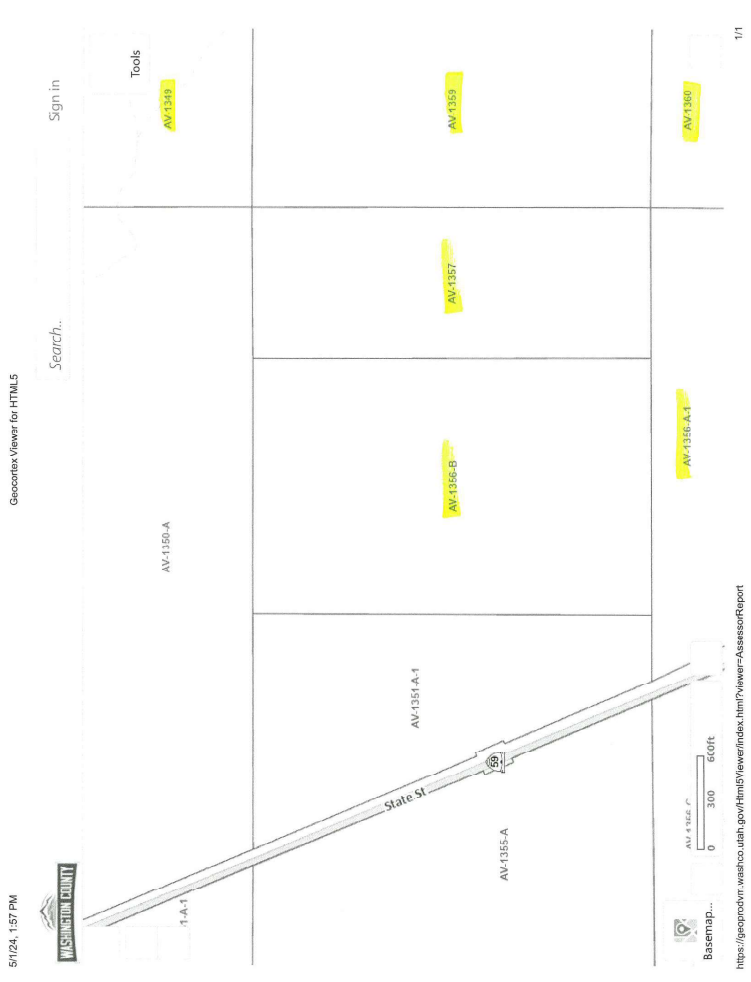 5/1/24, 1:57 PM
Geocortex Viewer for HTML5
WASHINGTON COUNTY
Search..
Sign in
Tools
1-A-1
AV-1350-A
AV-1349
State St
59
AV-1351-A-1
AV-1355-A
AV-1356-B
AV-1357
AV-1359
AV-1356-A-1
AV-1360
Basemap...
0 300 600ft
https://geoprodvm.washco.utah.gov/Html5Viewer/index.html?viewer=AssessorReport
1/1